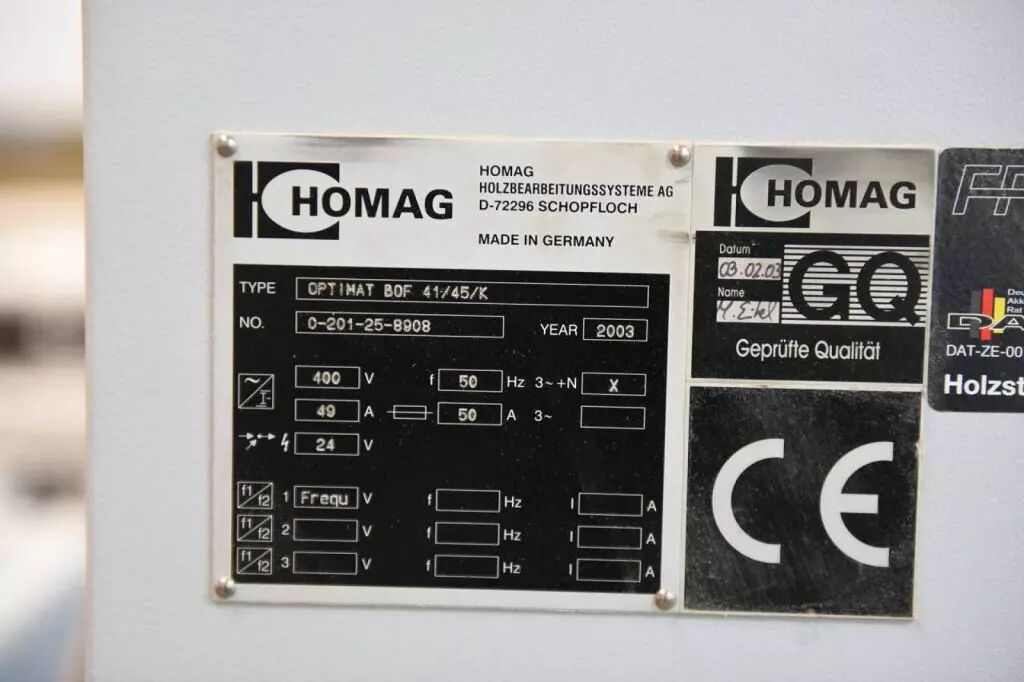 HOMAG
HOMAG
HOLZBEARBEITUNGSSYSTEME AG
D-72296 SCHOPFLOCH
MADE IN GERMANY
TYPE OPTIMAT BOF 41/45/K
NO. 0-201-25-8908 YEAR 2003
400 V f 50 Hz 3~ +N X
49 A 50 A 3~
24 V
f1/f2 1 Frequ V f Hz I A
f1/f2 2 V f Hz I A
f1/f2 3 V f Hz I A
HOMAG
Datum
03.02.03
Name
GQ
Geprüfte Qualität
CE
DAT-ZE-00
Holzst